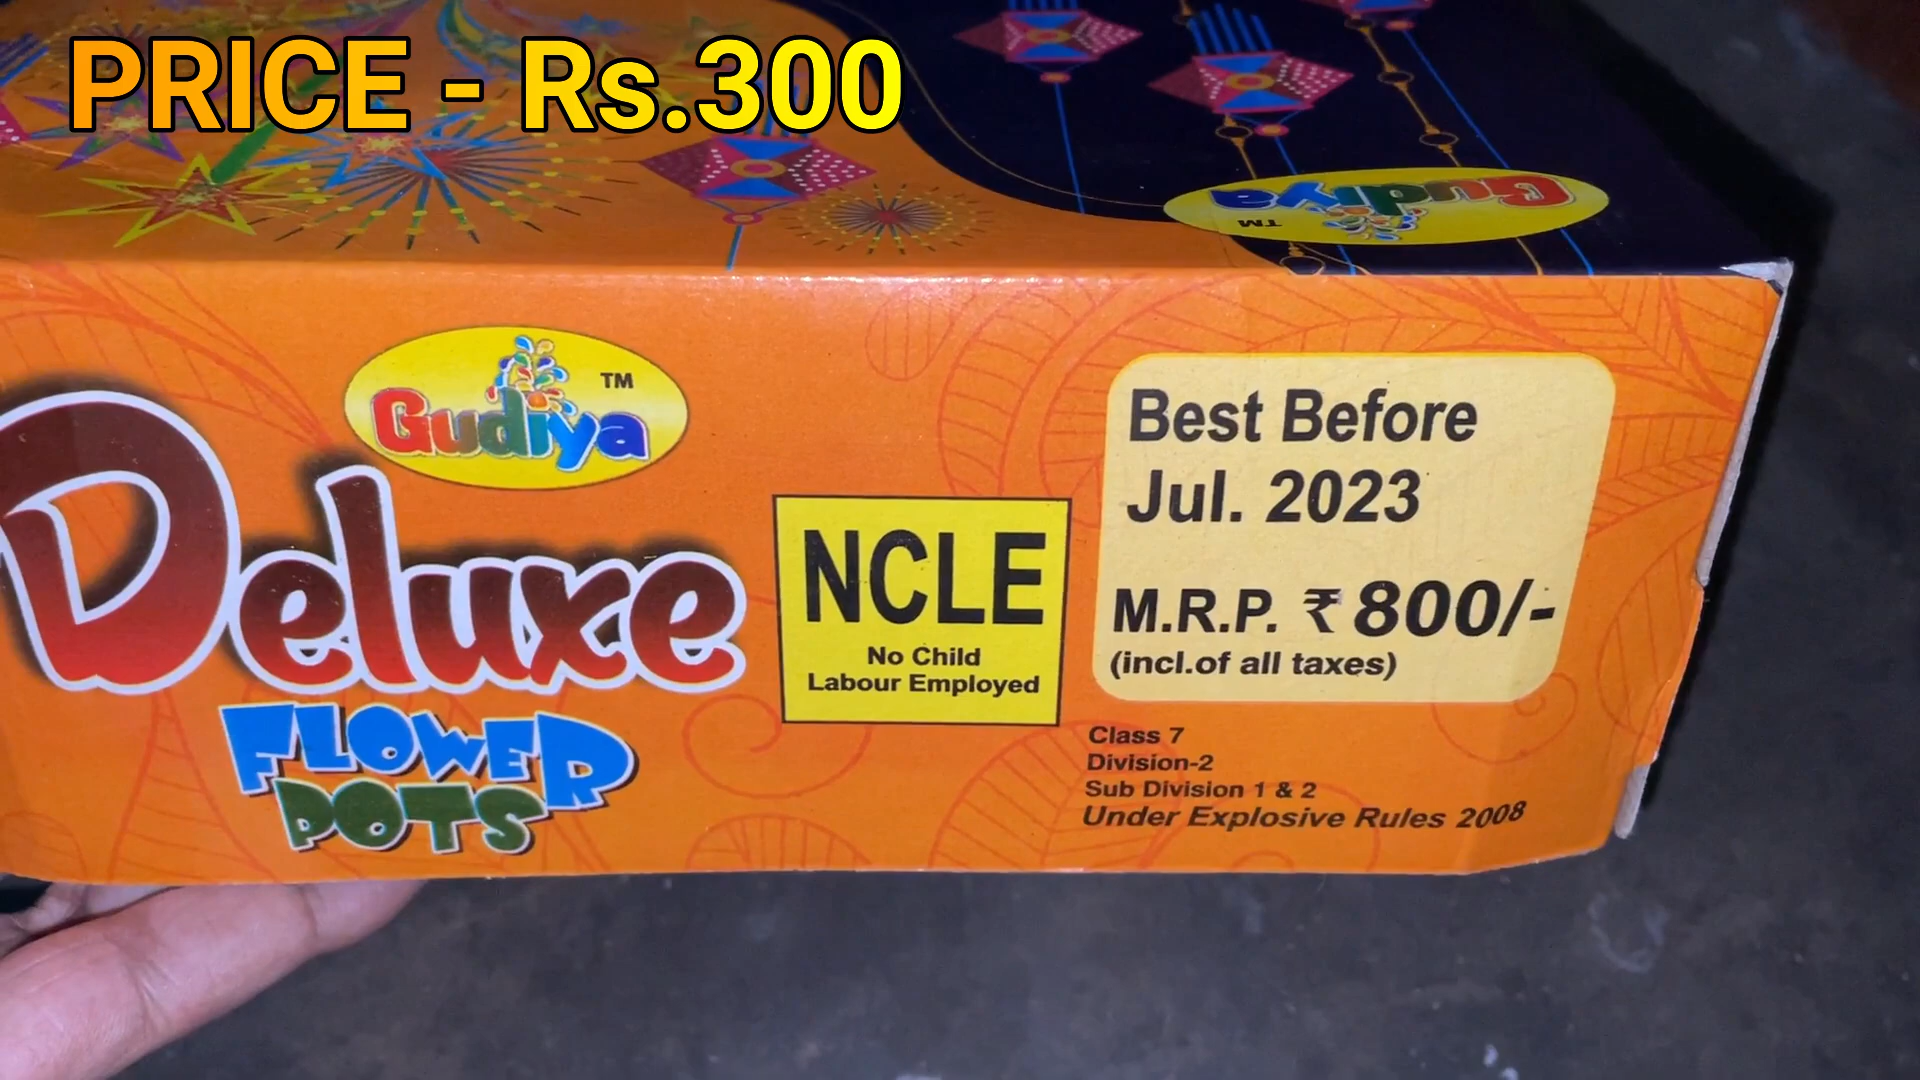 PRICE - Rs.300
Gudiya TM
Gudiya TM
Deluxe
FLOWER
POTS
NCLE
No Child
Labour Employed
Best Before
Jul. 2023
M.R.P. ₹ 800/-
(incl.of all taxes)
Class 7
Division-2
Sub Division 1 & 2
Under Explosive Rules 2008